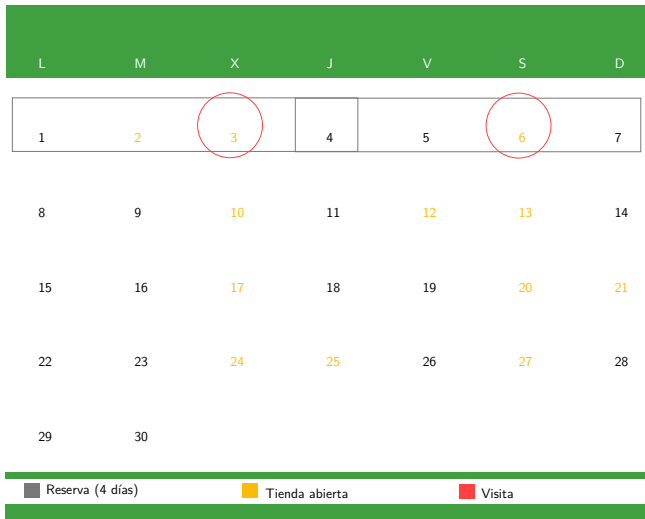 L M X J V S D
1 2 3 4 5 6 7
8 9 10 11 12 13 14
15 16 17 18 19 20 21
22 23 24 25 26 27 28
29 30
Reserva (4 días) Tienda abierta Visita